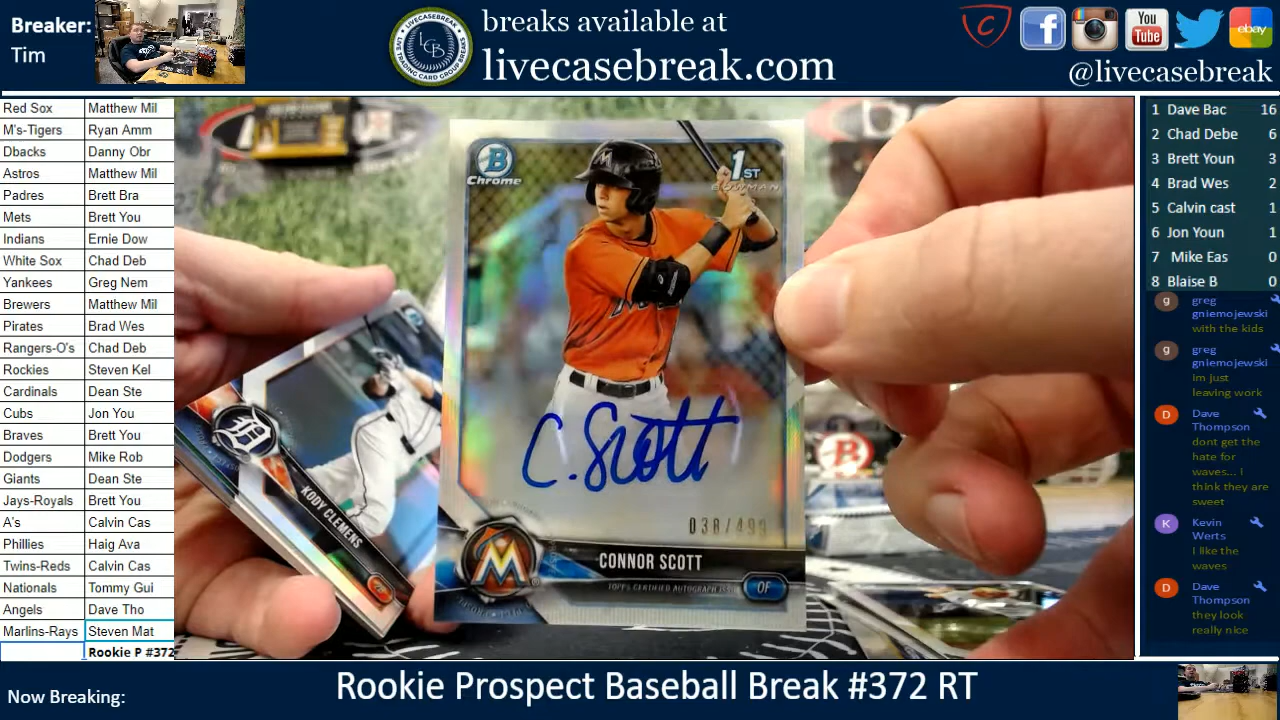 Breaker:
Tim
LIVECASEBREAK
LCB
breaks available at
livecasebreak.com
You
Tube
ebay
@livecasebreak
Red Sox Matthew Mil
M's-Tigers Ryan Amm
Dbacks Danny Obr
Astros Matthew Mil
Padres Brett Bra
Mets Brett You
Indians Ernie Dow
White Sox Chad Deb
Yankees Greg Nem
Brewers Matthew Mil
Pirates Brad Wes
Rangers-O's Chad Deb
Rockies Steven Kel
Cardinals Dean Ste
Cubs Jon You
Braves Brett You
Dodgers Mike Rob
Giants Dean Ste
Jays-Royals Brett You
A's Calvin Cas
Phillies Haig Ava
Twins-Reds Calvin Cas
Nationals Tommy Gui
Angels Dave Tho
Marlins-Rays Steven Mat
Rookie P #372
B
Chrome
1ST
BOWMAN
C. Scott
038/499
CONNOR SCOTT
TOPPS CERTIFIED AUTOGRAPH ISSUE
OF
KODY CLEMENS
1 Dave Bac 16
2 Chad Debe 6
3 Brett Youn 3
4 Brad Wes 2
5 Calvin cast 1
6 Jon Youn 1
7 Mike Eas 0
8 Blaise B 0
g greg
gniemojewski
with the kids
g greg
gniemojewski
im just
leaving work
D Dave
Thompson
dont get the
hate for
waves... i
think they are
sweet
K Kevin
Werts
I like the
waves
D Dave
Thompson
they look
really nice
Now Breaking:
Rookie Prospect Baseball Break #372 RT